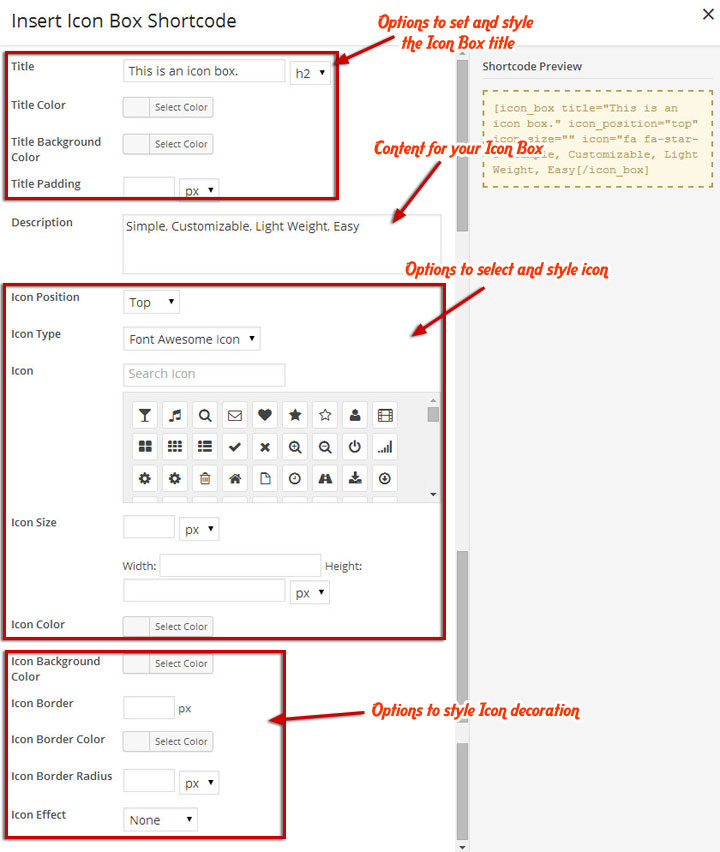 Insert Icon Box Shortcode
Options to set and style
the Icon Box title
Title
This is an icon box.
h2
Title Color
Select Color
Title Background
Color
Select Color
Title Padding
px
Content for your Icon Box
Description
Simple, Customizable, Light Weight, Easy
Options to select and style icon
Icon Position
Top
Icon Type
Font Awesome Icon
Icon
Search Icon
Icon Size
px
Width:
Height:
px
Icon Color
Select Color
Icon Background
Color
Select Color
Icon Border
px
Options to style Icon decoration
Icon Border Color
Select Color
Icon Border Radius
px
Icon Effect
None
Shortcode Preview
[icon_box title="This is an
icon box." icon_position="top"
icon_size="" icon="fa fa-star-
Customizable, Light
Weight, Easy[/icon_box]